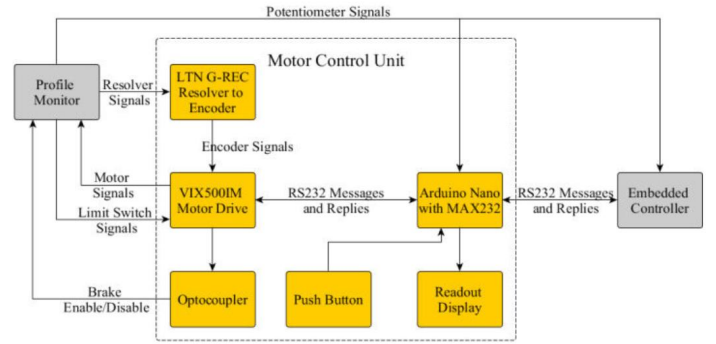 Potentiometer Signals
Motor Control Unit
Profile
Monitor
Resolver
Signals
LTN G-REC
Resolver to
Encoder
Encoder Signals
Motor
Signals
VIX500IM
Motor Drive
RS232 Messages
and Replies
Arduino Nano
with MAX232
RS232 Messages
and Replies
Embedded
Controller
Limit Switch
Signals
Brake
Enable/Disable
Optocoupler
Push Button
Readout
Display